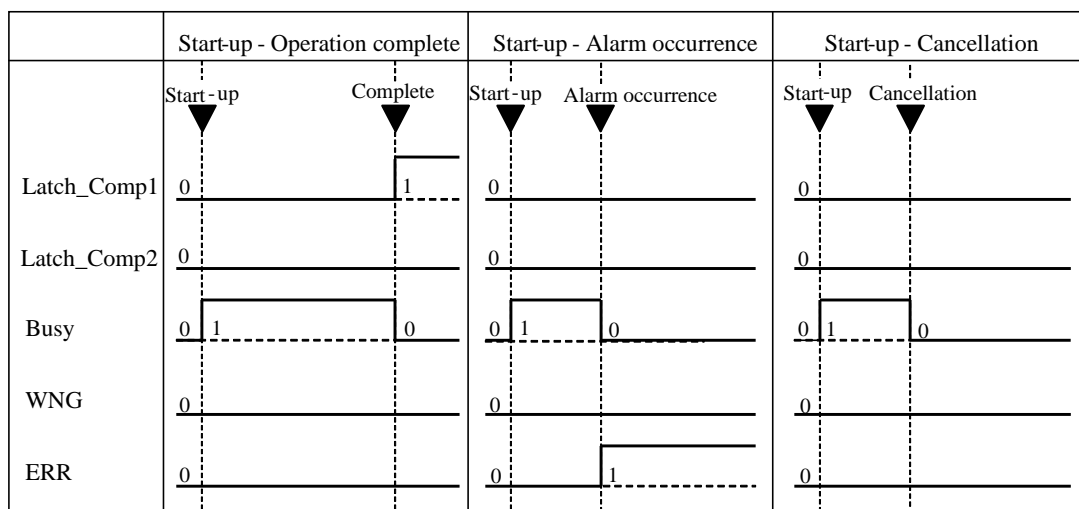 Start-up - Operation complete Start-up - Alarm occurrence Start-up - Cancellation
Start-up Complete Start-up Alarm occurrence Start-up Cancellation
Latch_Comp1 0 1 0 0
Latch_Comp2 0 0 0
Busy 0 1 0 0 1 0 0 1 0
WNG 0 0 0
ERR 0 0 1 0